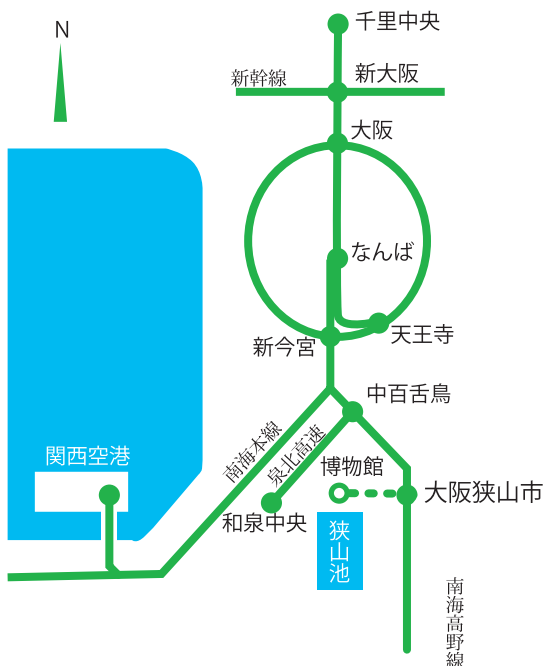 千里中央
N
新大阪
新幹線
大阪
なんば
天王寺
新今宮
中百舌鳥
南海本線
泉北高速
関西空港
博物館
大阪狭山市
和泉中央
狭山池
南海高野線